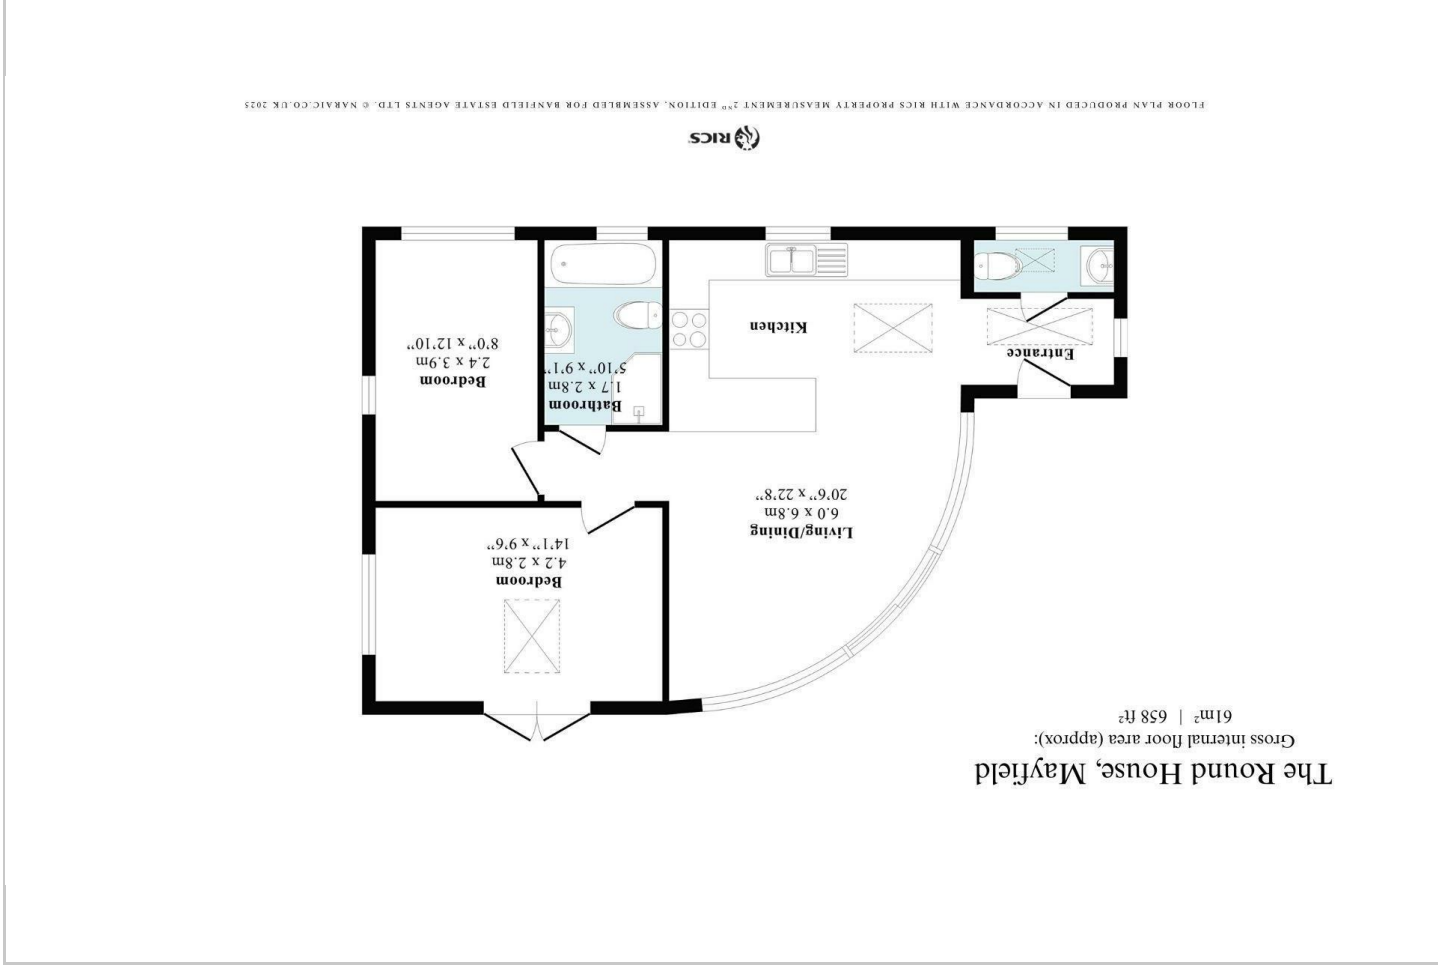 The Round House, Mayfield
Gross internal floor area (approx):
61m² | 658 ft²
Bedroom
4.2 x 2.8m
14'1" x 9'6"
Living/Dining
6.0 x 6.8m
20'6" x 22'8"
Bathroom
1.7 x 2.8m
5'10" x 9'1"
Bedroom
2.4 x 3.9m
8'0" x 12'10"
Entrance
Kitchen
RICS
FLOOR PLAN PRODUCED IN ACCORDANCE WITH RICS PROPERTY MEASUREMENT 2ND EDITION. ASSEMBLED FOR BANFIELD ESTATE AGENTS LTD. © NARAIC.CO.UK 2025